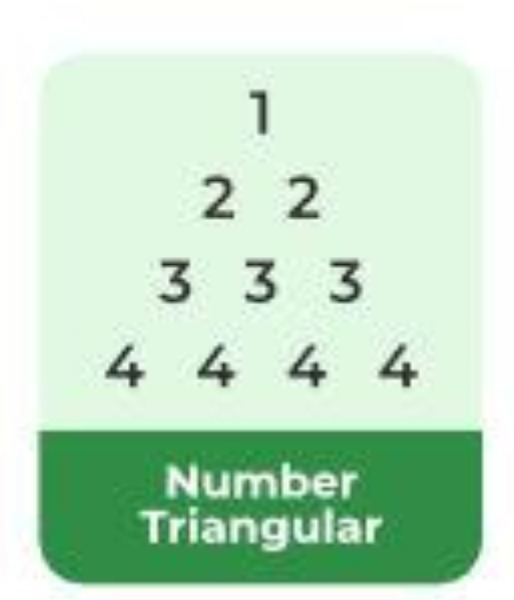 1
2 2
3 3 3
4 4 4 4
Number
Triangular